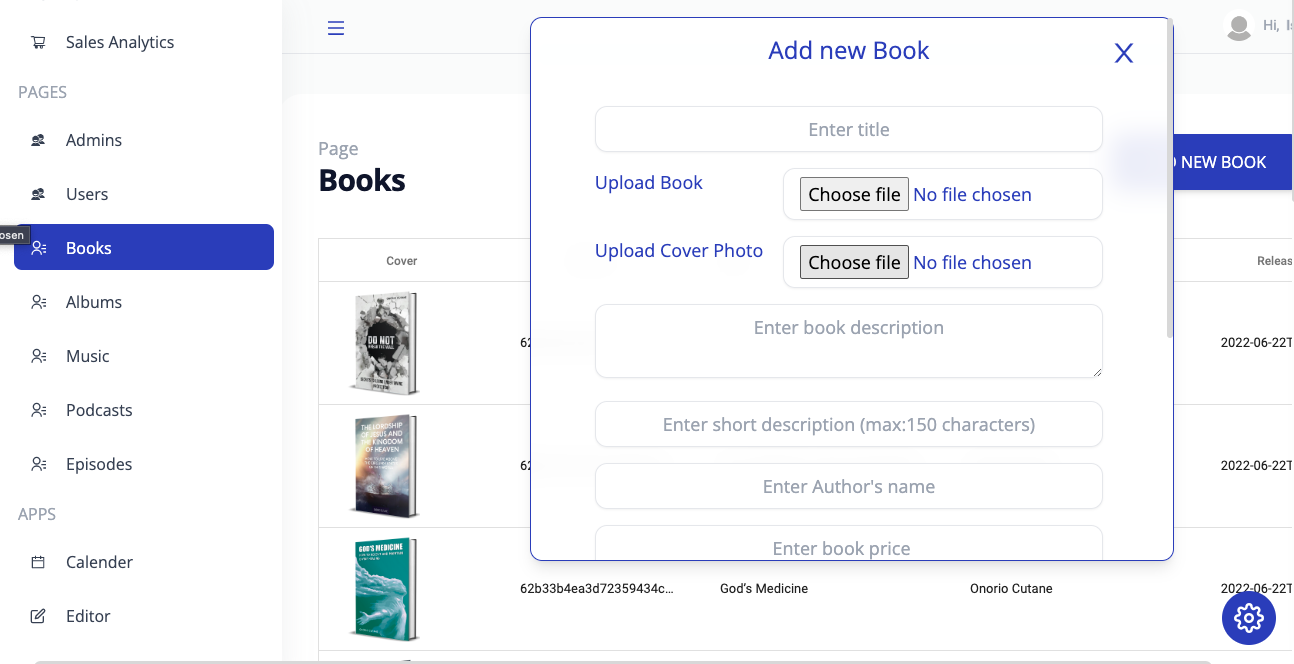 Sales Analytics
Hi,
PAGES
Admins
Users
osen
Books
Albums
Music
Podcasts
Episodes
APPS
Calender
Editor
Page
Books
NEW BOOK
Add new Book
X
Enter title
Upload Book
Choose file No file chosen
Upload Cover Photo
Choose file No file chosen
Enter book description
Enter short description (max:150 characters)
Enter Author's name
Enter book price
Cover
Releas
DO NOT
62
2022-06-22T
THE LORDSHIP
OF JESUS AND
THE KINGDOM
OF HEAVEN
62
2022-06-22T
GOD'S MEDICINE
62b33b4ea3d72359434c...
God's Medicine
Onorio Cutane
2022-06-22T